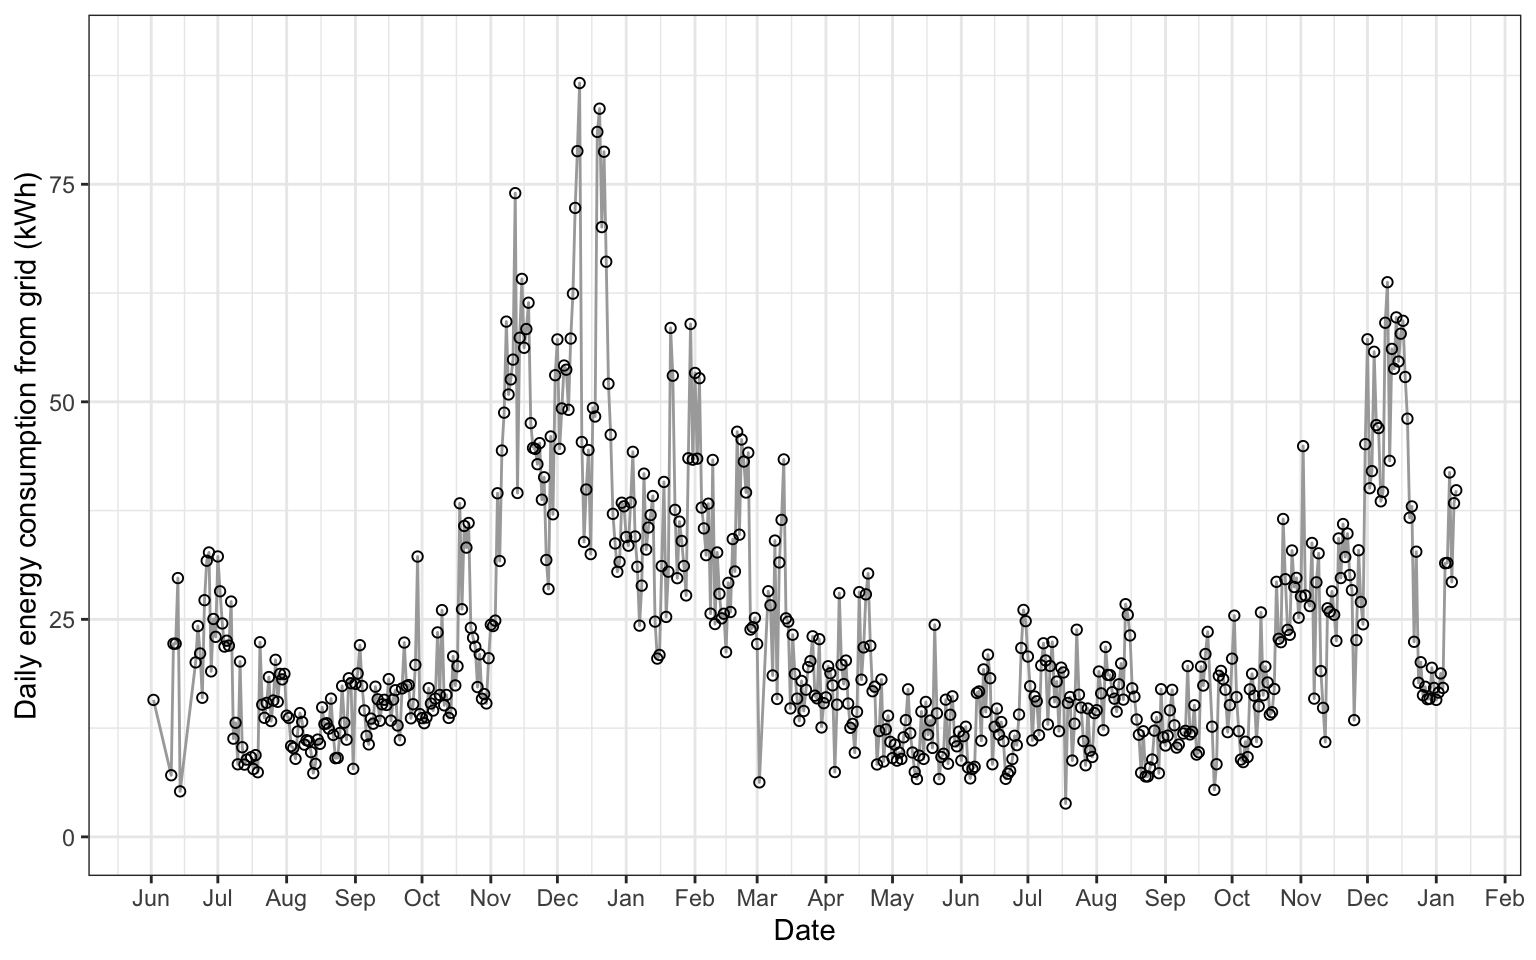 Daily energy consumption from grid (kWh)
75
50
25
0
Jun Jul Aug Sep Oct Nov Dec Jan Feb Mar Apr May Jun Jul Aug Sep Oct Nov Dec Jan Feb
Date